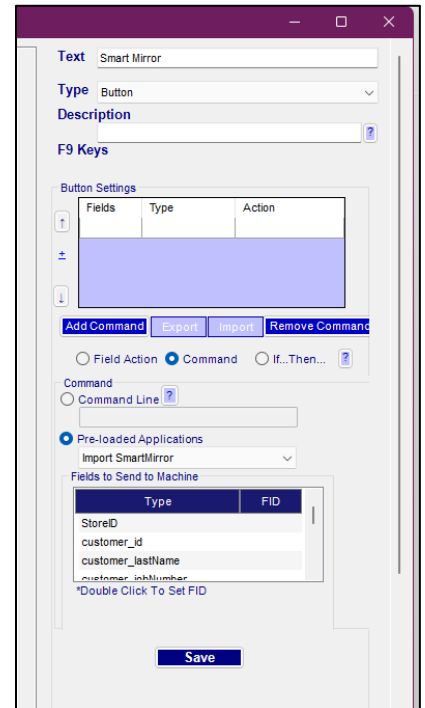 Text Smart Mirror
Type Button
Description
?
F9 Keys
Button Settings
Fields Type Action
↑
±
↓
Add Command Export Import Remove Command
Field Action Command If...Then... ?
Command
Command Line ?
Pre-loaded Applications
Import SmartMirror
Fields to Send to Machine
Type FID
StoreID
customer_id
customer_lastName
customer_jobNumber
*Double Click To Set FID
Save